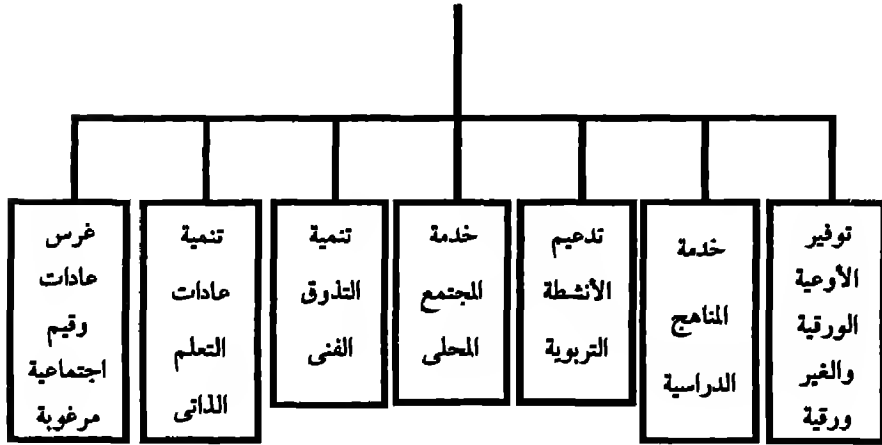 توفير
الأوعية
الورقية
والغير
ورقية
خدمة
المناهج
الدراسية
تدعيم
الأنشطة
التربوية
خدمة
المجتمع
المحلى
تنمية
التذوق
الفنى
تنمية
عادات
التعلم
الذاتى
غرس
عادات
وقيم
اجتماعية
مرغوبة